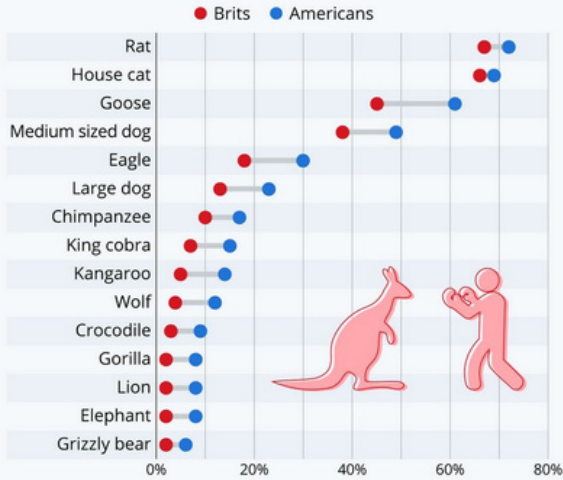 Brits Americans
Rat
House cat
Goose
Medium sized dog
Eagle
Large dog
Chimpanzee
King cobra
Kangaroo
Wolf
Crocodile
Gorilla
Lion
Elephant
Grizzly bear
0% 20% 40% 60% 80%